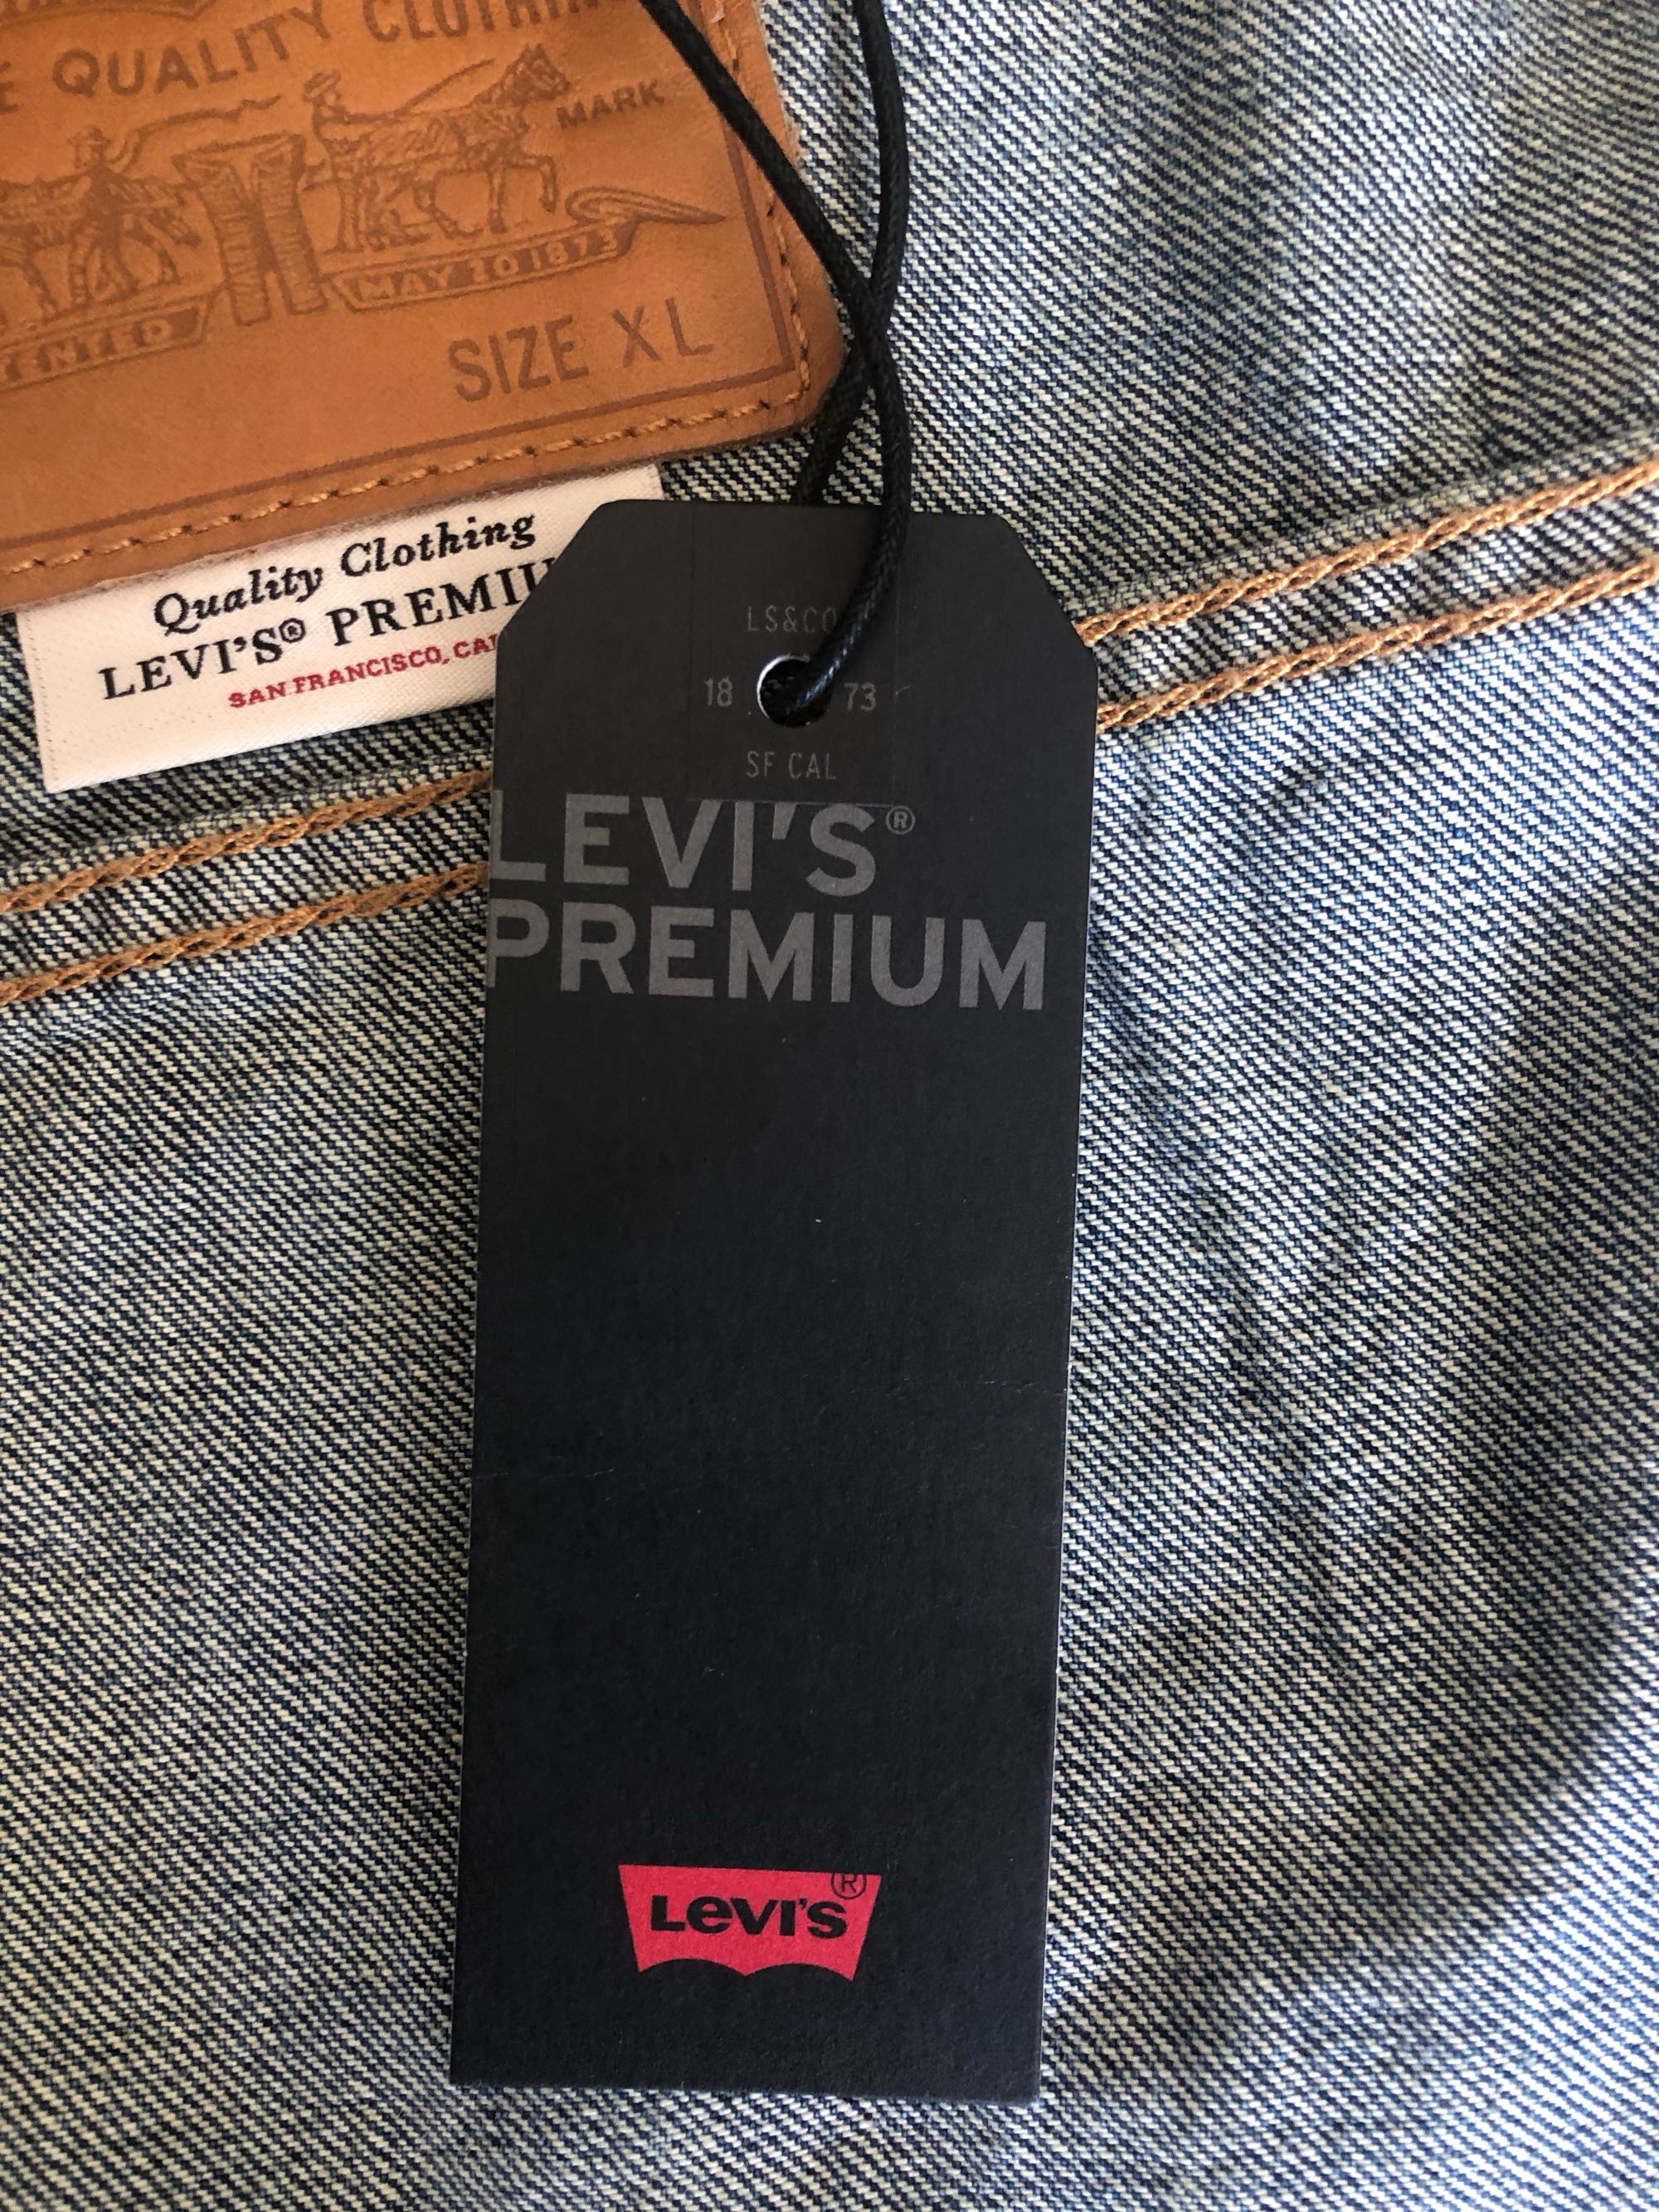 E QUALITY CLOTHING
MARK
MAY 20 1873
SIZE XL
Quality Clothing
LEVI'S® PREMIU
SAN FRANCISCO, CAL
LS&CO
18 73
SF CAL
LEVI'S®
PREMIUM
Levi's®